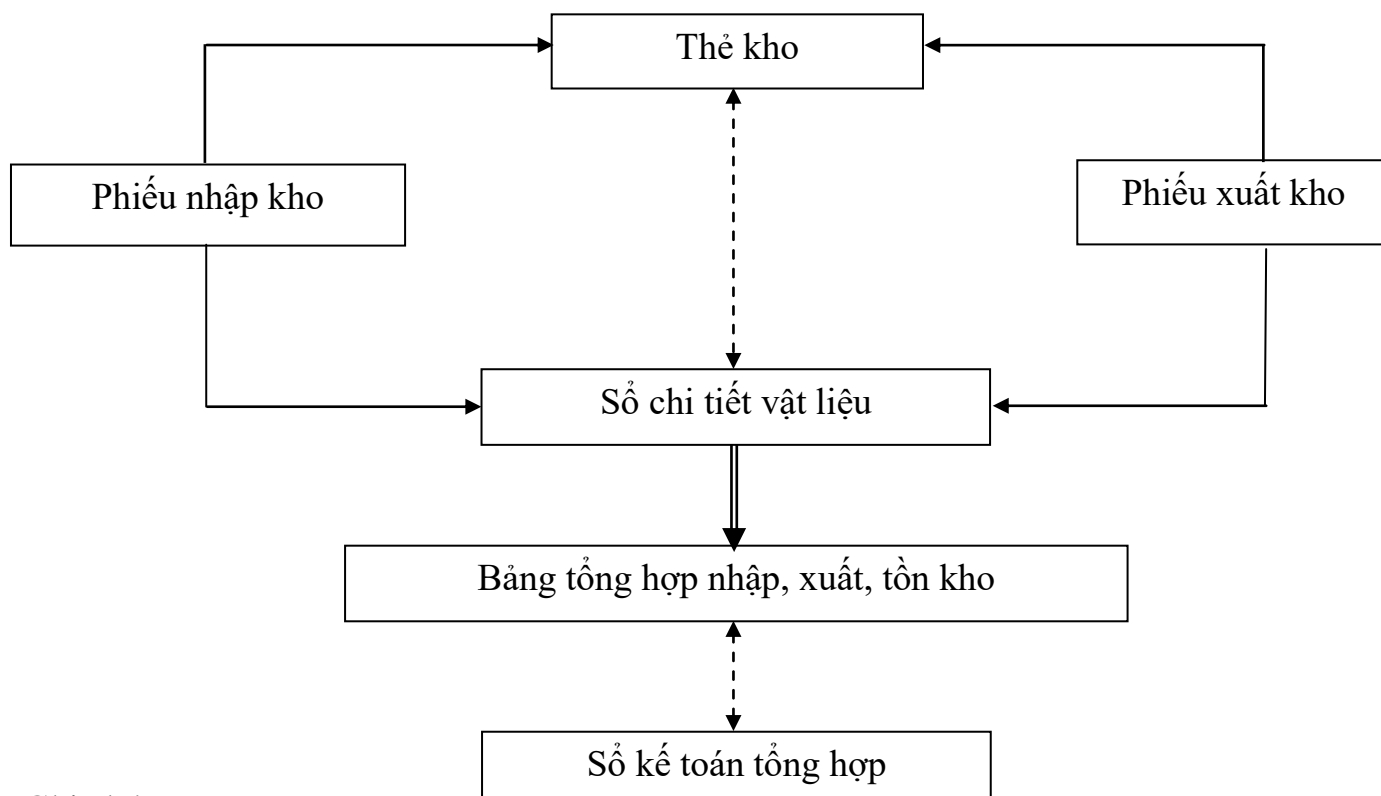 Thẻ kho
Phiếu nhập kho
Phiếu xuất kho
Sổ chi tiết vật liệu
Bảng tổng hợp nhập, xuất, tồn kho
Sổ kế toán tổng hợp